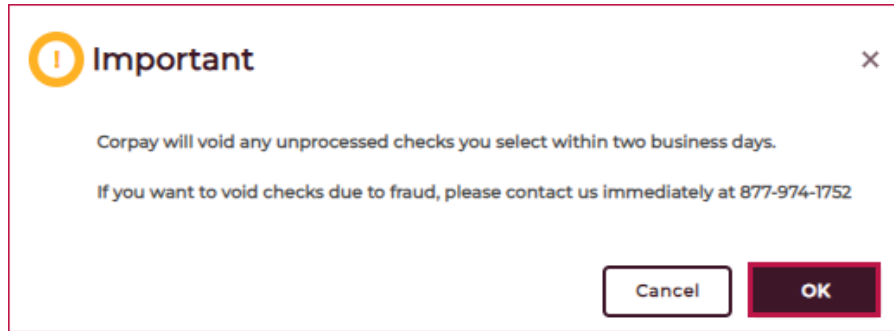 ! Important
×
Corpay will void any unprocessed checks you select within two business days.
If you want to void checks due to fraud, please contact us immediately at 877-974-1752
Cancel
OK